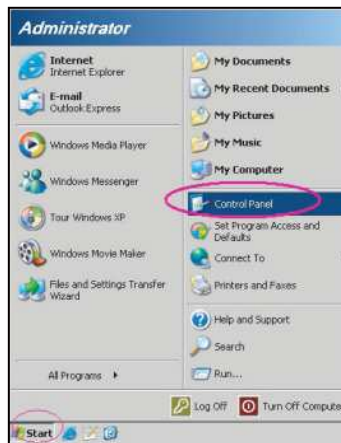 Administrator
Internet
Internet Explorer
E-mail
Outlook Express
Windows Media Player
Windows Messenger
Tour Windows XP
Windows Movie Maker
Files and Settings Transfer
Wizard
All Programs
My Documents
My Recent Documents
My Pictures
My Music
My Computer
Control Panel
Set Program Access and
Defaults
Connect To
Printers and Faxes
Help and Support
Search
Run...
Log Off
Turn Off Compute
Start